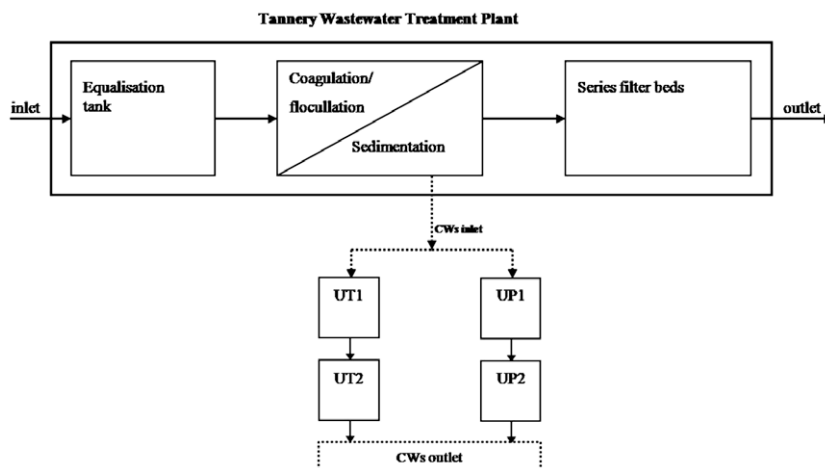 Tannery Wastewater Treatment Plant
inlet
Equalisation
tank
Coagulation/
flocullation
Sedimentation
Series filter beds
outlet
CWs inlet
UT1
UP1
UT2
UP2
CWs outlet